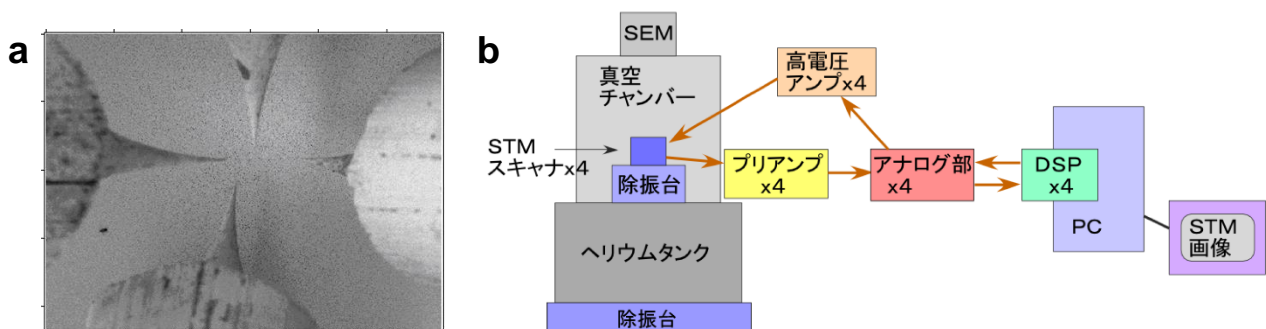 a
b
SEM
真空
チャンバー
高電圧
アンプx4
STM
スキャナx4
除振台
プリアンプ
x4
アナログ部
x4
DSP
x4
PC
STM
画像
ヘリウムタンク
除振台